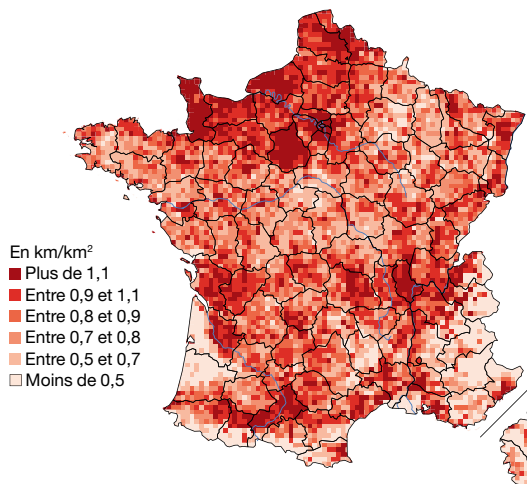 En km/km²
Plus de 1,1
Entre 0,9 et 1,1
Entre 0,8 et 0,9
Entre 0,7 et 0,8
Entre 0,5 et 0,7
Moins de 0,5